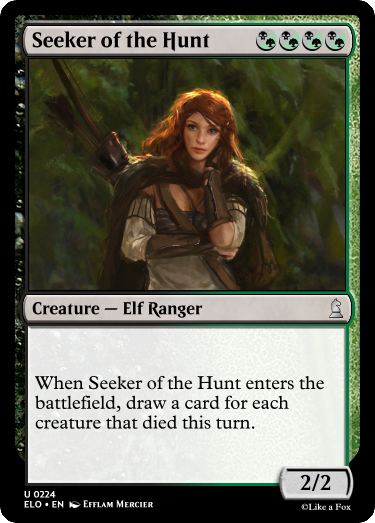 Seeker of the Hunt
Creature — Elf Ranger
When Seeker of the Hunt enters the
battlefield, draw a card for each
creature that died this turn.
2/2
U 0224
ELO • EN Efflam Mercier
©Like a Fox